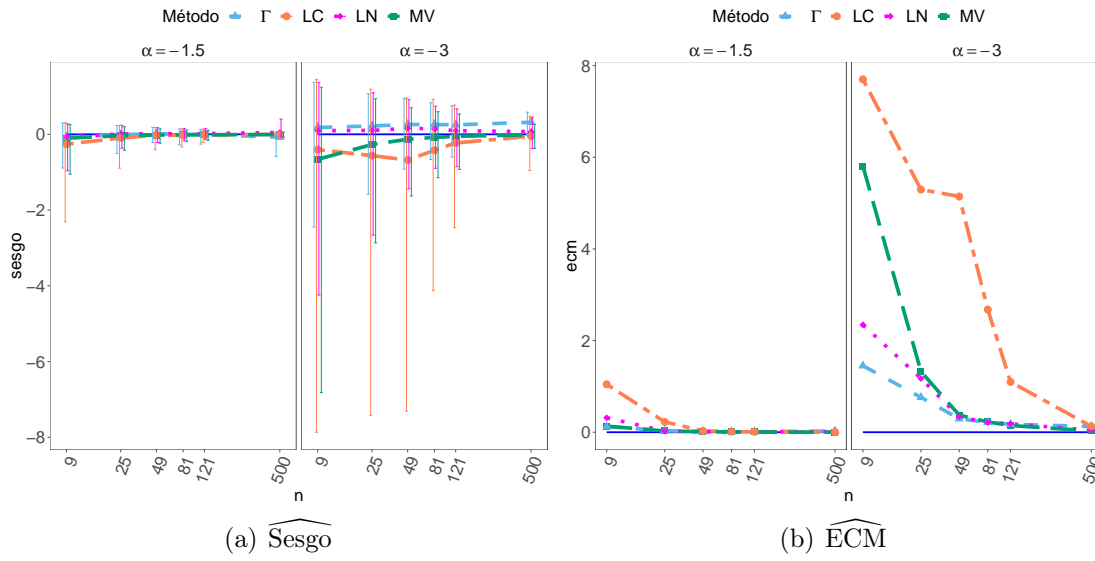 Método Γ LC LN MV
α = −1.5
α = −3
sesgo
0
−2
−4
−6
−8
9 25 49 81 121 500
9 25 49 81 121 500
n
(a) Sesgo
Método Γ LC LN MV
α = −1.5
α = −3
ecm
8
6
4
2
0
9 25 49 81 121 500
9 25 49 81 121 500
n
(b) ECM